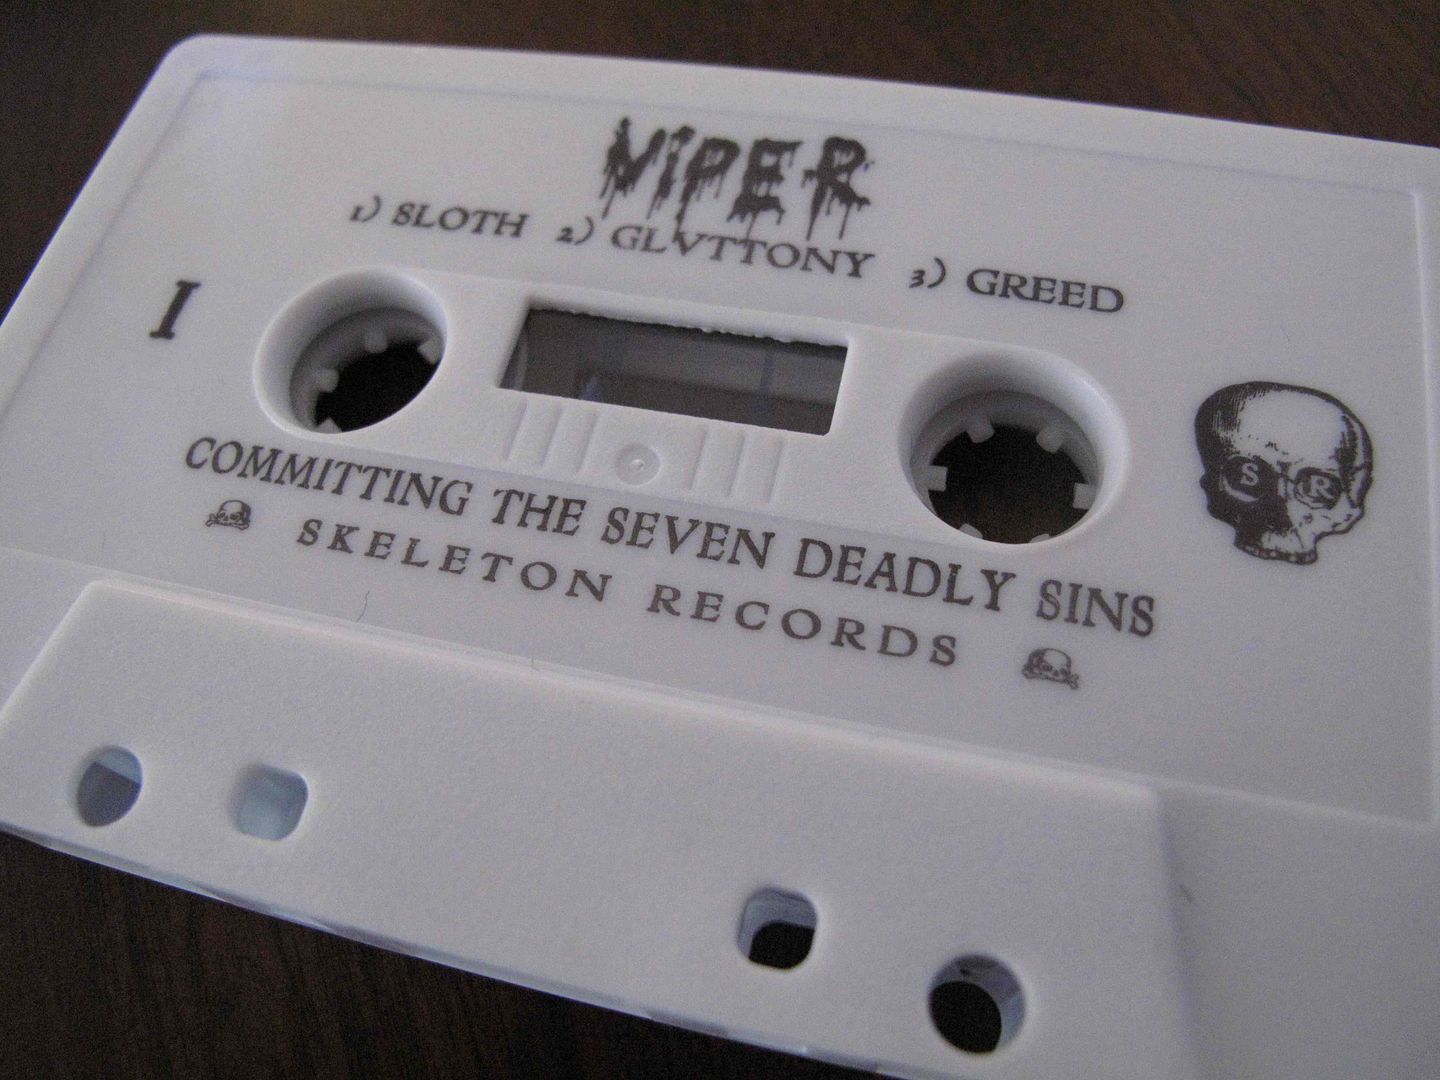 VIPER
1) SLOTH 2) GLVTTONY 3) GREED
I
S R
COMMITTING THE SEVEN DEADLY SINS
SKELETON RECORDS